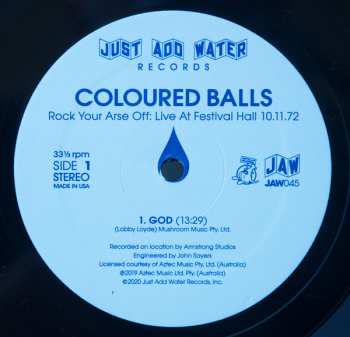 JUST ADD WATER
RECORDS
COLOURED BALLS
Rock Your Arse Off: Live At Festival Hall 10.11.72
33⅓ rpm
SIDE 1
STEREO
MADE IN USA
JAW
JAW045
1. GOD (13:29)
(Lobby Loyde) Mushroom Music Pty. Ltd.
Recorded on location by Armstrong Studios
Engineered by John Sayers
Licensed courtesy of Aztec Music Pty, Ltd. (Australia)
℗2019 Aztec Music Ltd. Pty. (Australia)
©2020 Just Add Water Records, Inc.